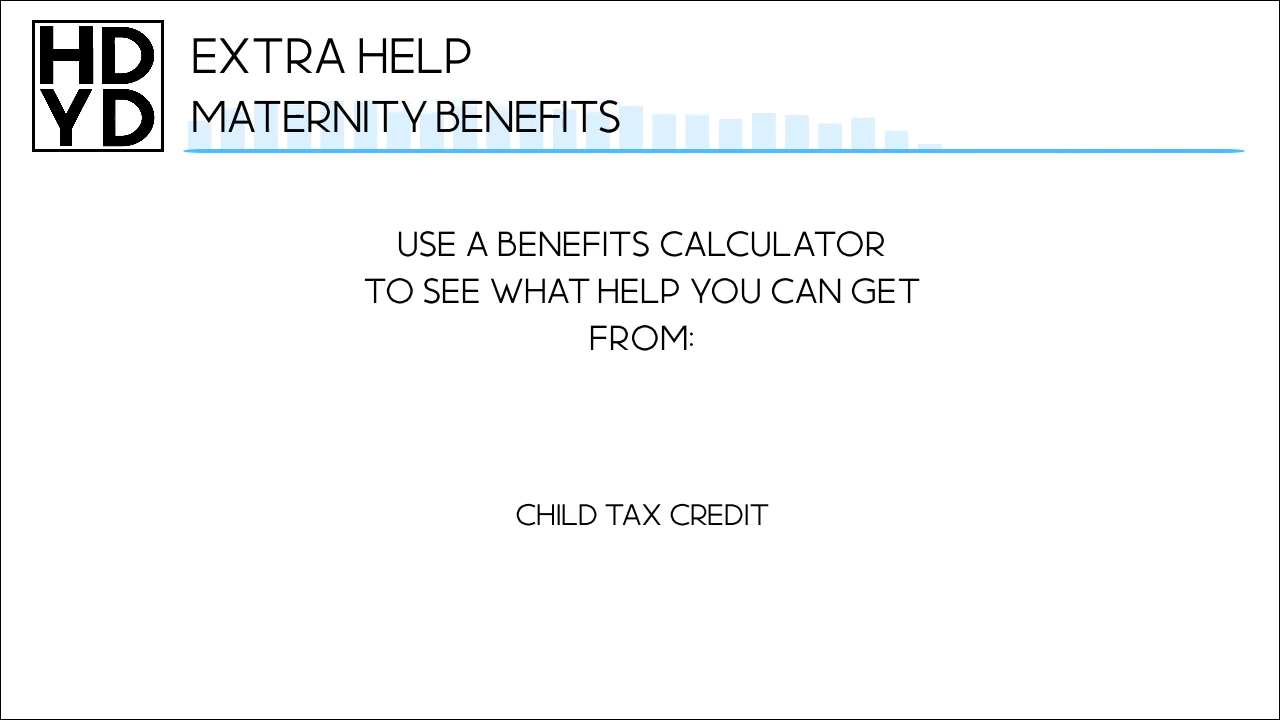 HD
YD
EXTRA HELP
MATERNITY BENEFITS
USE A BENEFITS CALCULATOR
TO SEE WHAT HELP YOU CAN GET
FROM:
CHILD TAX CREDIT